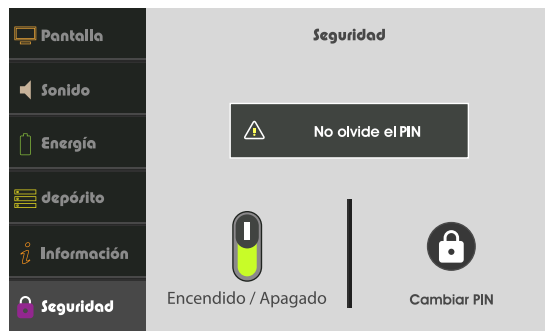 Pantalla
Sonido
Energía
depósito
Información
Seguridad
Seguridad
No olvide el PIN
Encendido / Apagado
Cambiar PIN